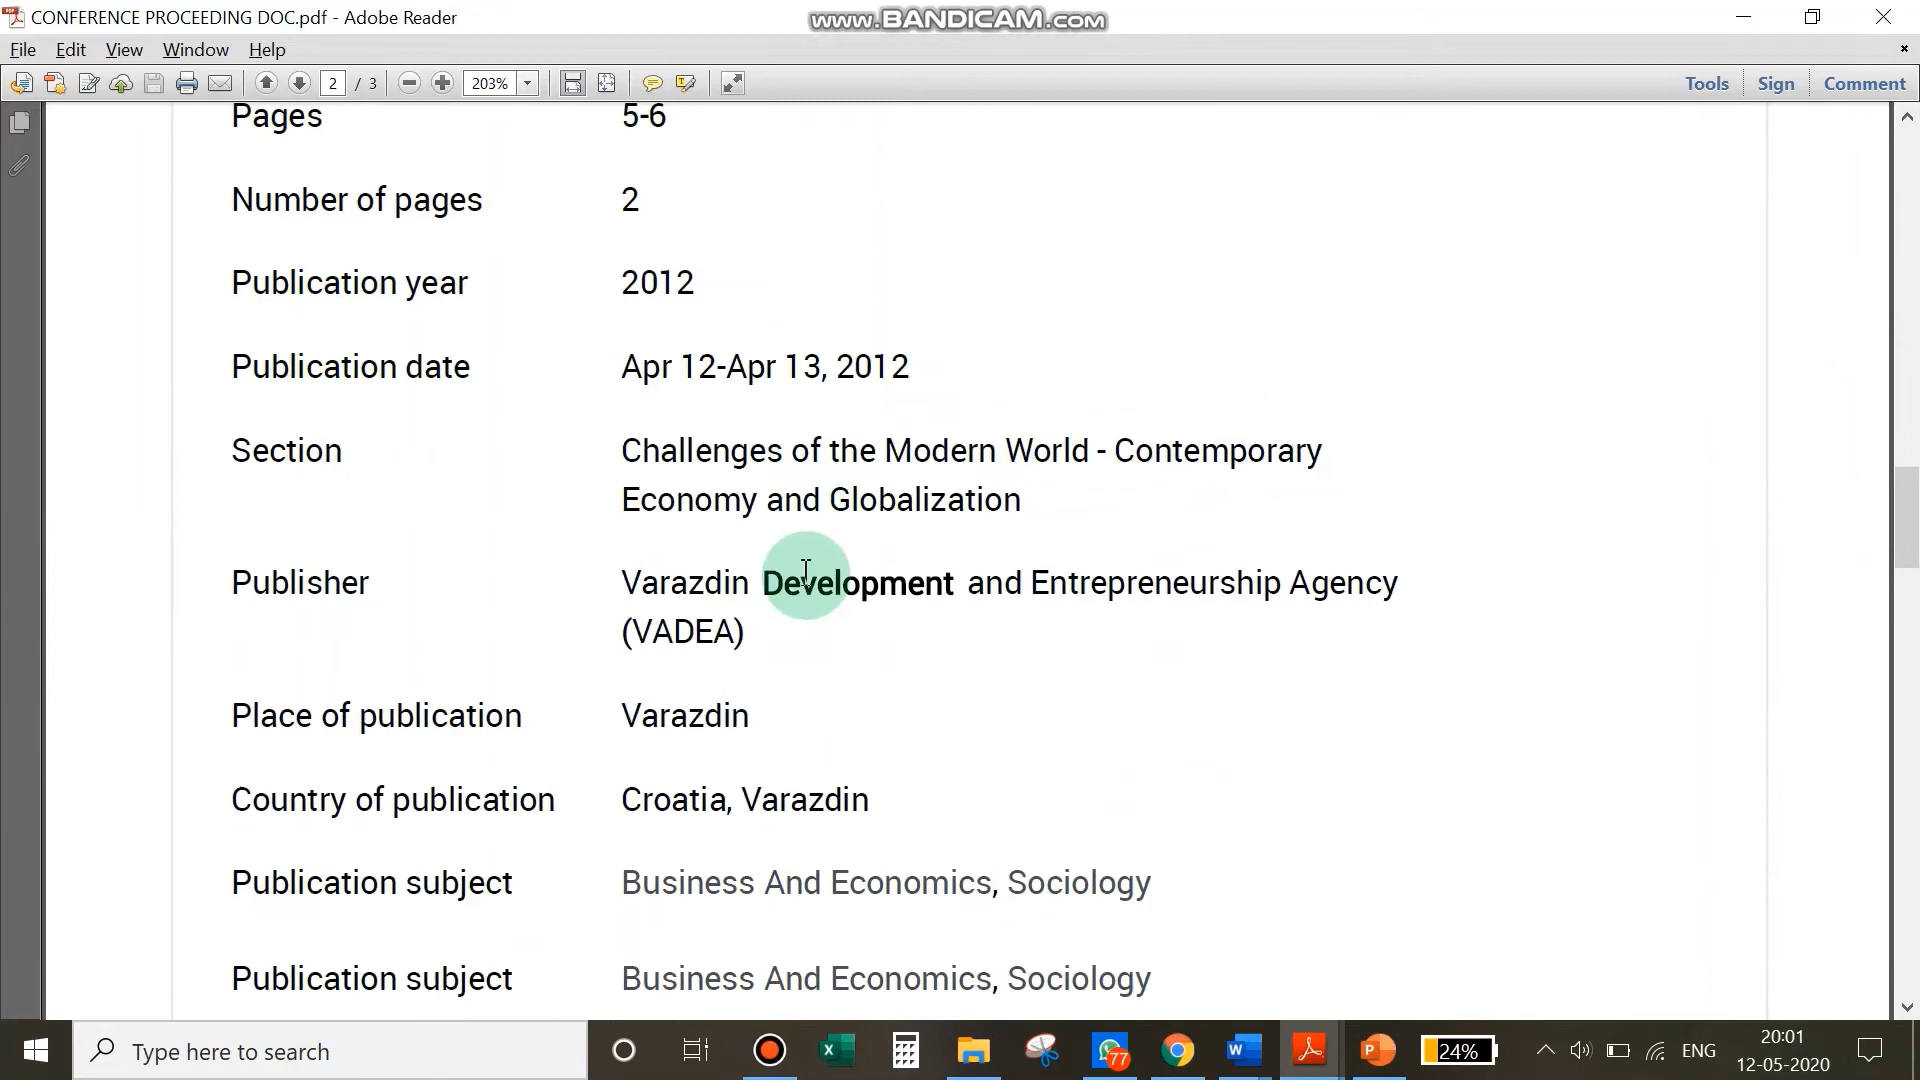 CONFERENCE PROCEEDING DOC.pdf - Adobe Reader
www.BANDICAM.com
File Edit View Window Help
2 / 3 203% Tools Sign Comment
Pages 5-6
Number of pages 2
Publication year 2012
Publication date Apr 12-Apr 13, 2012
Section Challenges of the Modern World - Contemporary
Economy and Globalization
Publisher Varazdin Development and Entrepreneurship Agency
(VADEA)
Place of publication Varazdin
Country of publication Croatia, Varazdin
Publication subject Business And Economics, Sociology
Publication subject Business And Economics, Sociology
Type here to search 77 24% ENG 20:01
12-05-2020